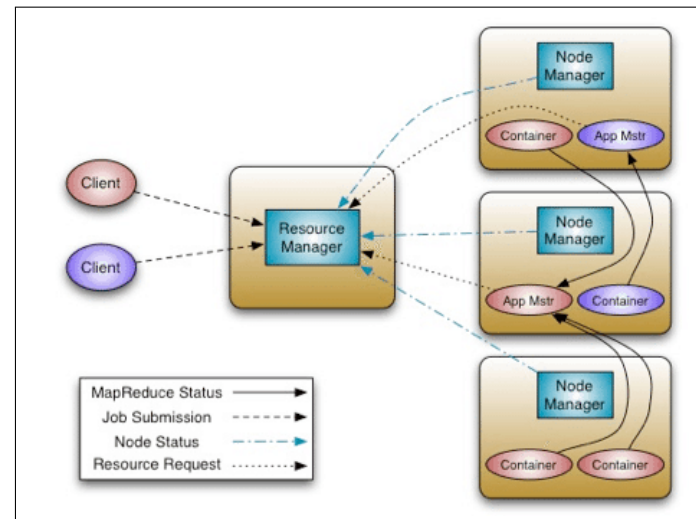 Node
Manager
Container
App Mstr
Client
Client
Resource
Manager
Node
Manager
App Mstr
Container
Node
Manager
Container
Container
MapReduce Status
Job Submission
Node Status
Resource Request